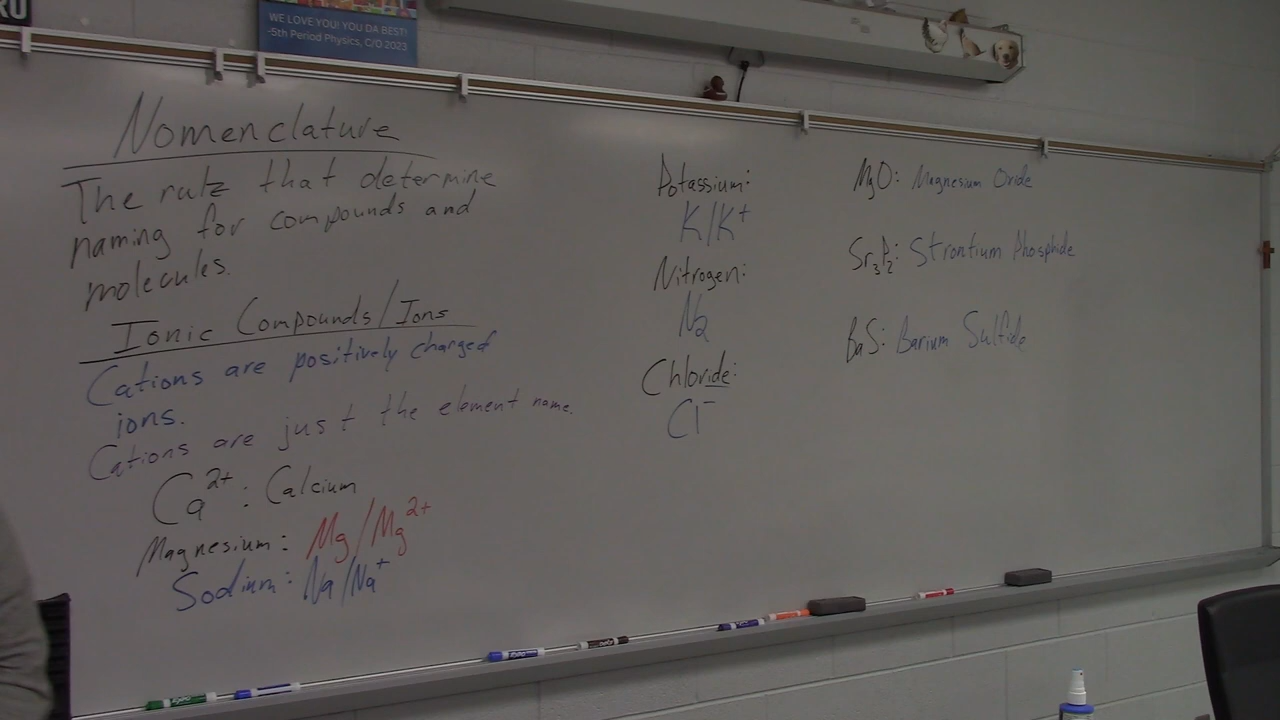 RU
WE LOVE YOU! YOU DA BEST!
-5th Period Physics, C/O 2023
Nomenclature
The rule that determine
naming for compounds and
molecules.
Ionic Compounds/Ions
Cations are positively charged
ions.
Cations are just the element name.
Ca²⁺: Calcium
Magnesium: Mg/Mg²⁺
Sodium: Na/Na⁺
Potassium:
K/K⁺
Nitrogen:
N₂
Chloride:
Cl⁻
MgO: Magnesium Oxide
Sr₃P₂: Strontium Phosphide
BaS: Barium Sulfide